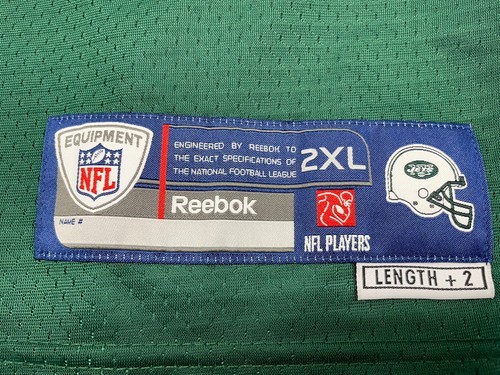 EQUIPMENT
NFL
ENGINEERED BY REEBOK TO
THE EXACT SPECIFICATIONS OF
THE NATIONAL FOOTBALL LEAGUE
2XL
Reebok
NAME #
NFL PLAYERS
JETS
LENGTH + 2